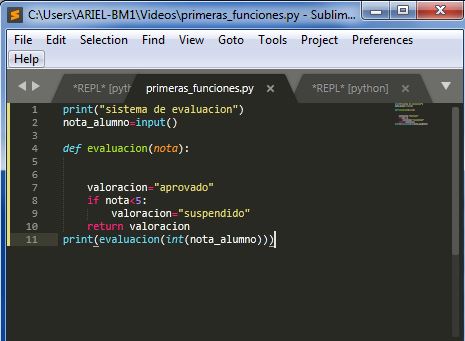 C:\Users\ARIEL-BM1\Videos\primeras_funciones.py - Sublim...
File Edit Selection Find View Goto Tools Project Preferences
Help
*REPL* [pyth primeras_funciones.py × *REPL* [python] ×
1 print("sistema de evaluacion")
2 nota_alumno=input()
3
4 def evaluacion(nota):
5
6
7 valoracion="aprovado"
8 if nota<5:
9 valoracion="suspendido"
10 return valoracion
11 print(evaluacion(int(nota_alumno)))